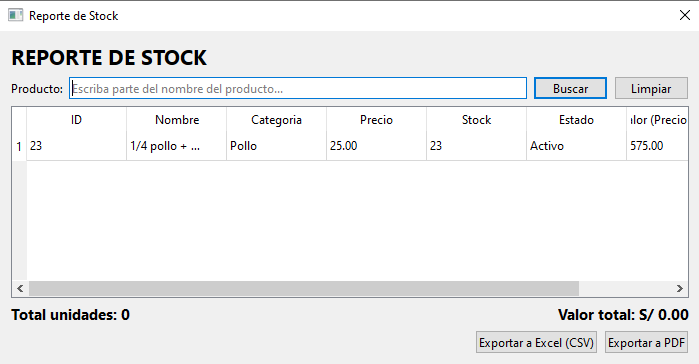 Reporte de Stock
REPORTE DE STOCK
Producto: Escriba parte del nombre del producto... Buscar Limpiar
ID Nombre Categoria Precio Stock Estado lor (Precio
1 23 1/4 pollo + ... Pollo 25.00 23 Activo 575.00
Total unidades: 0 Valor total: S/ 0.00
Exportar a Excel (CSV) Exportar a PDF